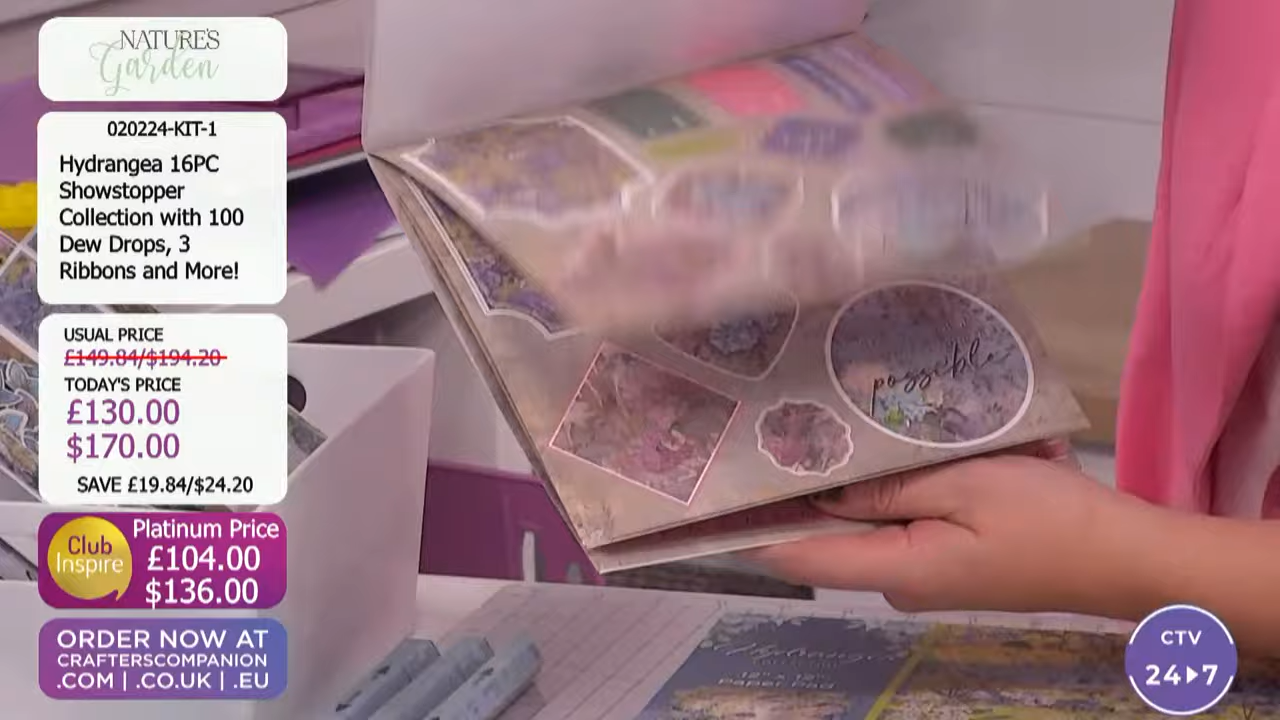 NATURE'S
Garden
020224-KIT-1
Hydrangea 16PC
Showstopper
Collection with 100
Dew Drops, 3
Ribbons and More!
USUAL PRICE
£149.84/$194.20
TODAY'S PRICE
£130.00
$170.00
SAVE £19.84/$24.20
Club
Inspire
Platinum Price
£104.00
$136.00
ORDER NOW AT
CRAFTERSCOMPANION
.COM | .CO.UK | .EU
possible
Hydrangea
12" x 12"
Paper Pad
CTV
24▶7